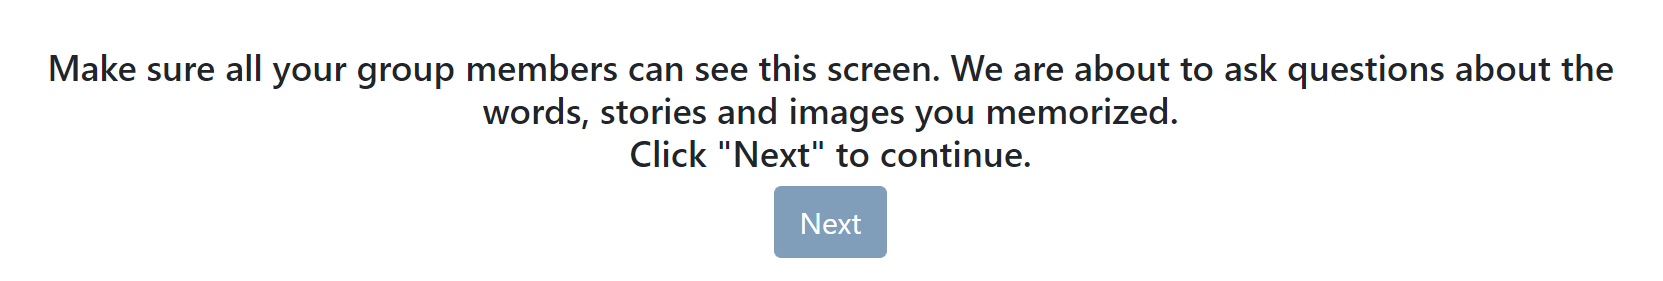 Make sure all your group members can see this screen. We are about to ask questions about the
words, stories and images you memorized.
Click "Next" to continue.
Next